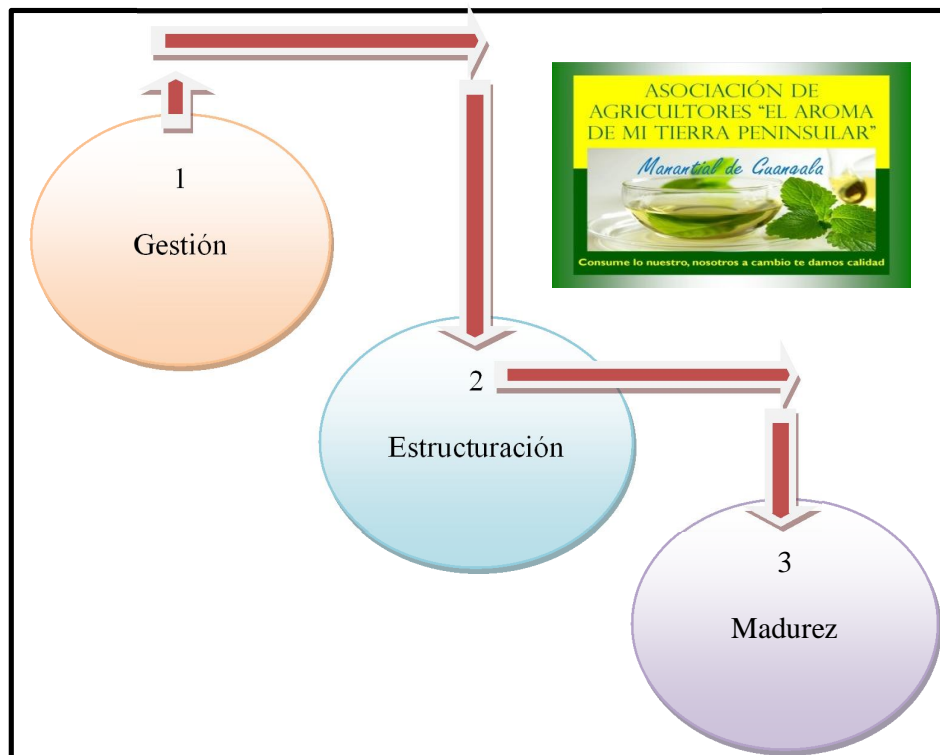 1
Gestión
ASOCIACIÓN DE
AGRICULTORES “EL AROMA
DE MI TIERRA PENINSULAR”
Manantial de Guangala
Consume lo nuestro, nosotros a cambio te damos calidad
2
Estructuración
3
Madurez